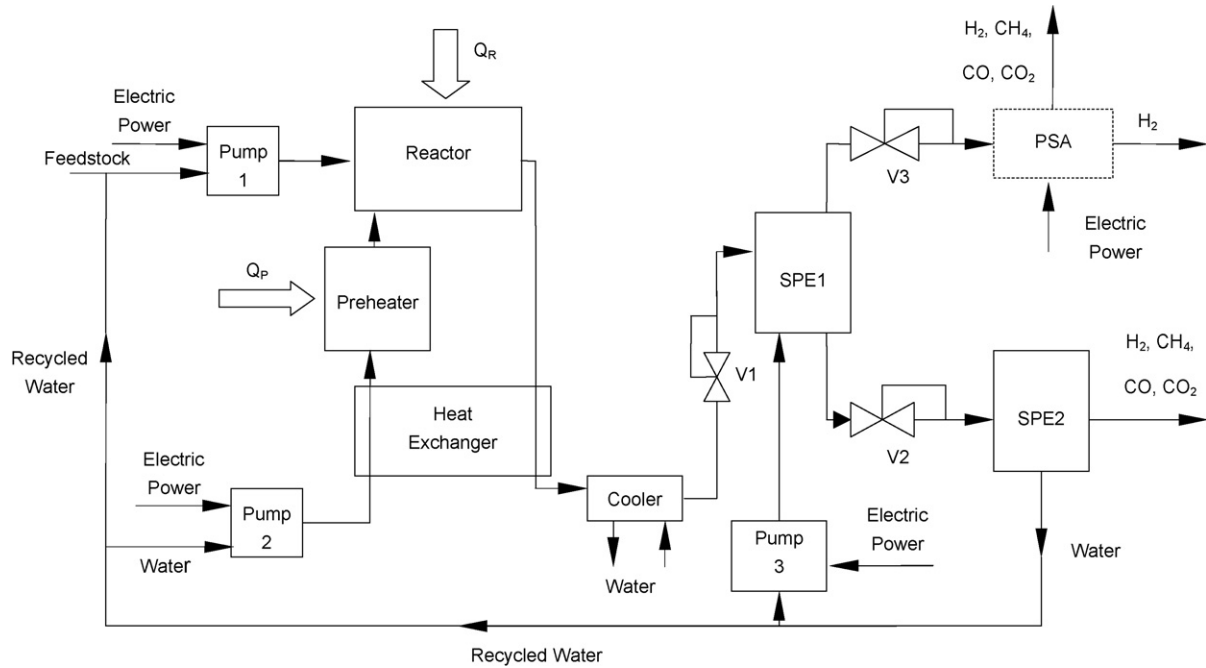 Q_R
H₂, CH₄,
CO, CO₂
Electric
Power
Feedstock
Pump
1
Reactor
V3
PSA
H₂
Electric
Power
Q_P
Preheater
SPE1
Recycled
Water
V1
H₂, CH₄,
CO, CO₂
Heat
Exchanger
V2
SPE2
Electric
Power
Pump
2
Water
Cooler
Water
Pump
3
Electric
Power
Water
Recycled Water